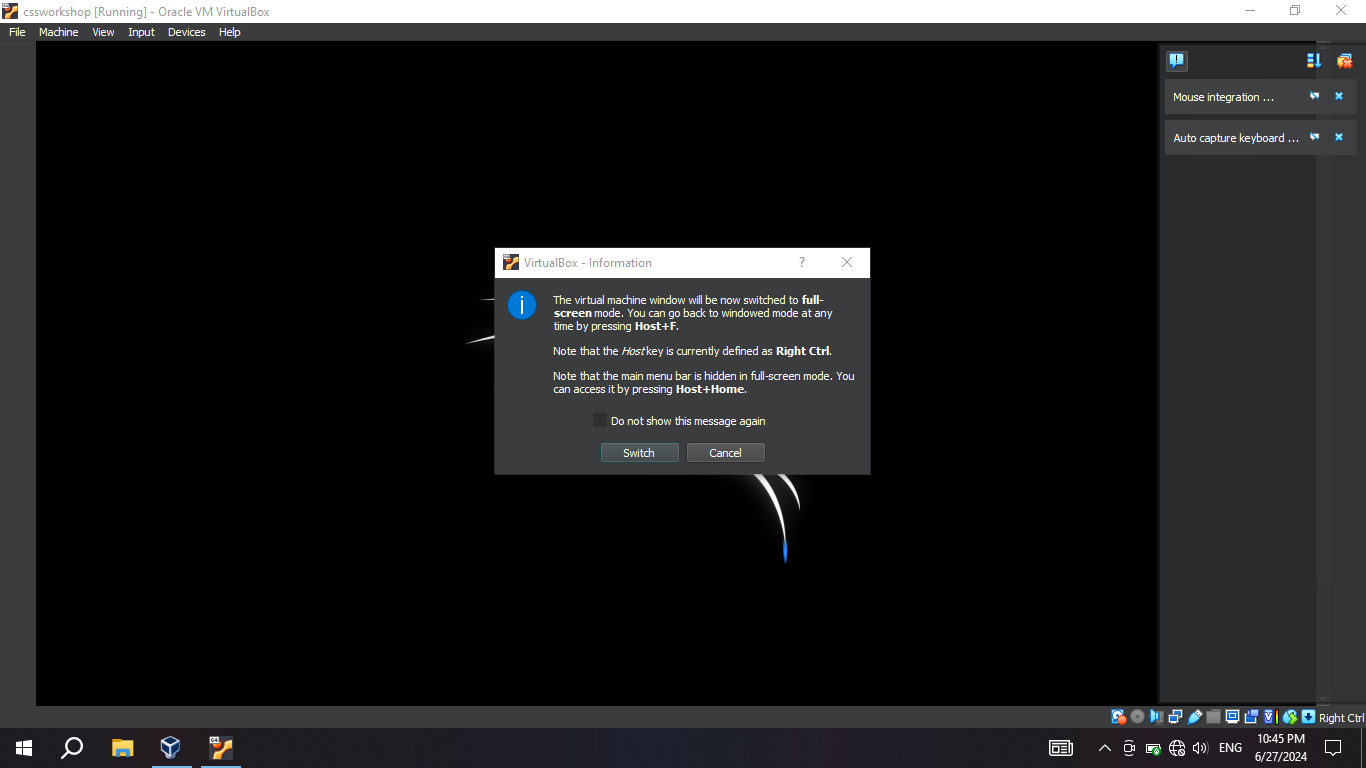 cssworkshop [Running] - Oracle VM VirtualBox
File Machine View Input Devices Help
Mouse integration ...
Auto capture keyboard ...
VirtualBox - Information
The virtual machine window will be now switched to full-
screen mode. You can go back to windowed mode at any
time by pressing Host+F.
Note that the Host key is currently defined as Right Ctrl.
Note that the main menu bar is hidden in full-screen mode. You
can access it by pressing Host+Home.
Do not show this message again
Switch Cancel
Right Ctrl
ENG
10:45 PM
6/27/2024